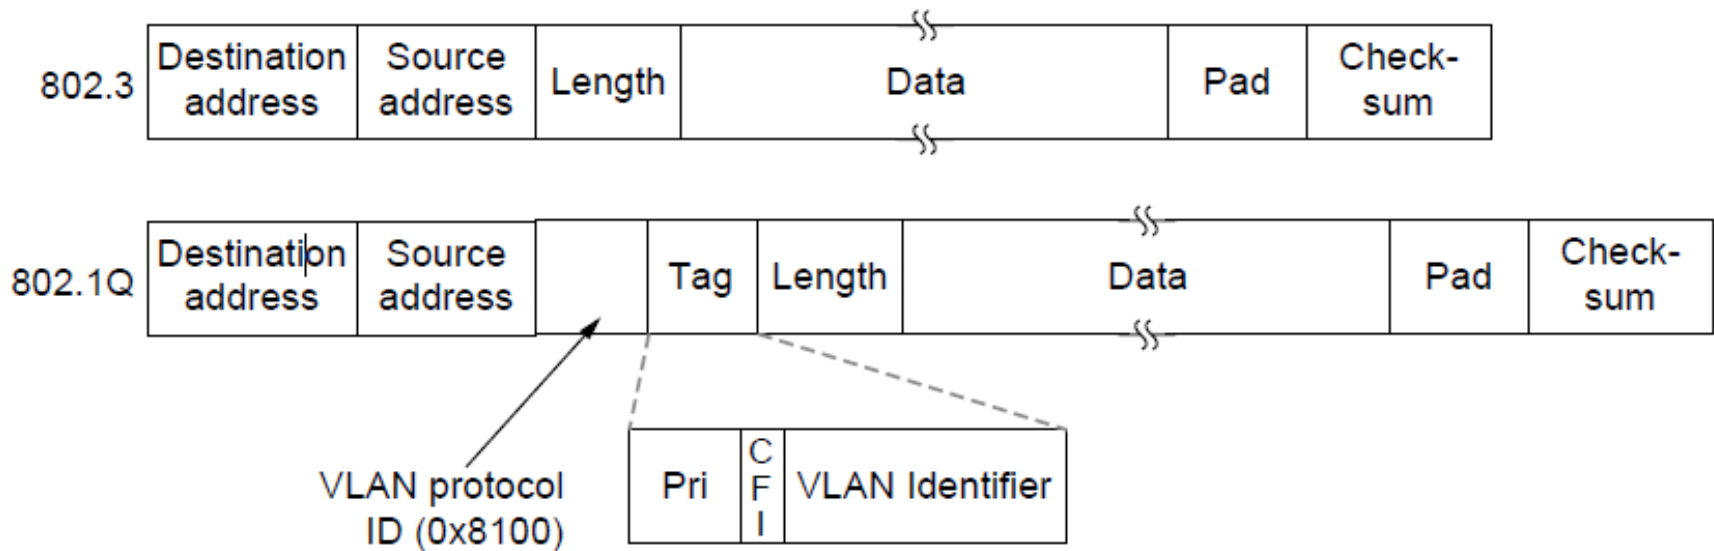 802.3
Destination
address
Source
address
Length
Data
Pad
Check-
sum
802.1Q
Destination
address
Source
address
Tag
Length
Data
Pad
Check-
sum
VLAN protocol
ID (0x8100)
Pri
C
F
I
VLAN Identifier